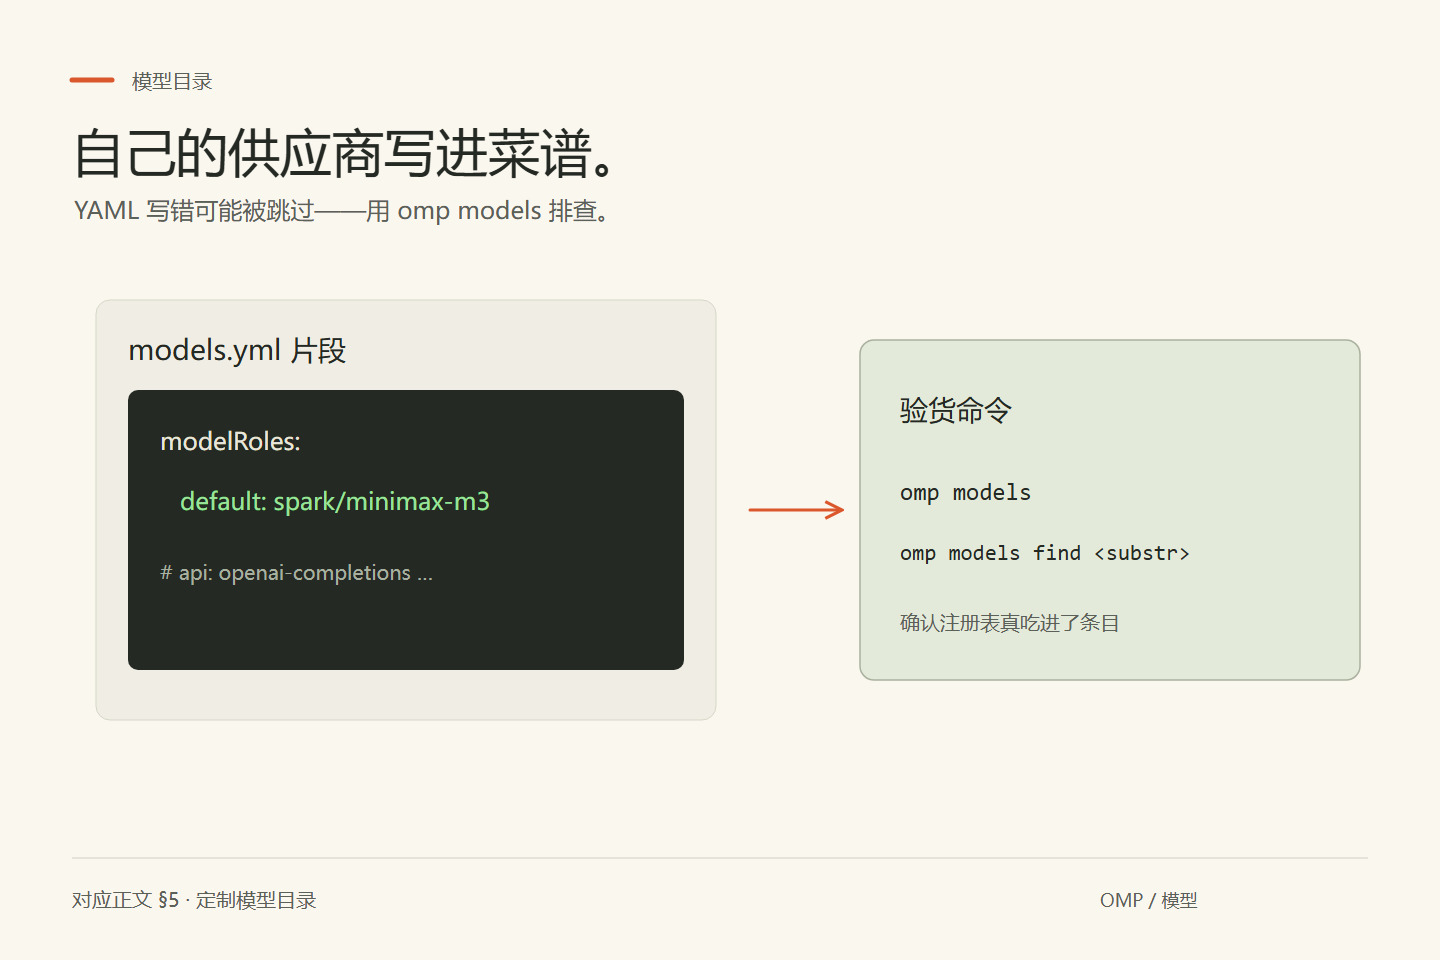 模型目录
自己的供应商写进菜谱。
YAML 写错可能被跳过——用 omp models 排查。
models.yml 片段
modelRoles:
default: spark/minimax-m3
# api: openai-completions ...
验货命令
omp models
omp models find <substr>
确认注册表真吃进了条目
对应正文 §5 · 定制模型目录
OMP / 模型